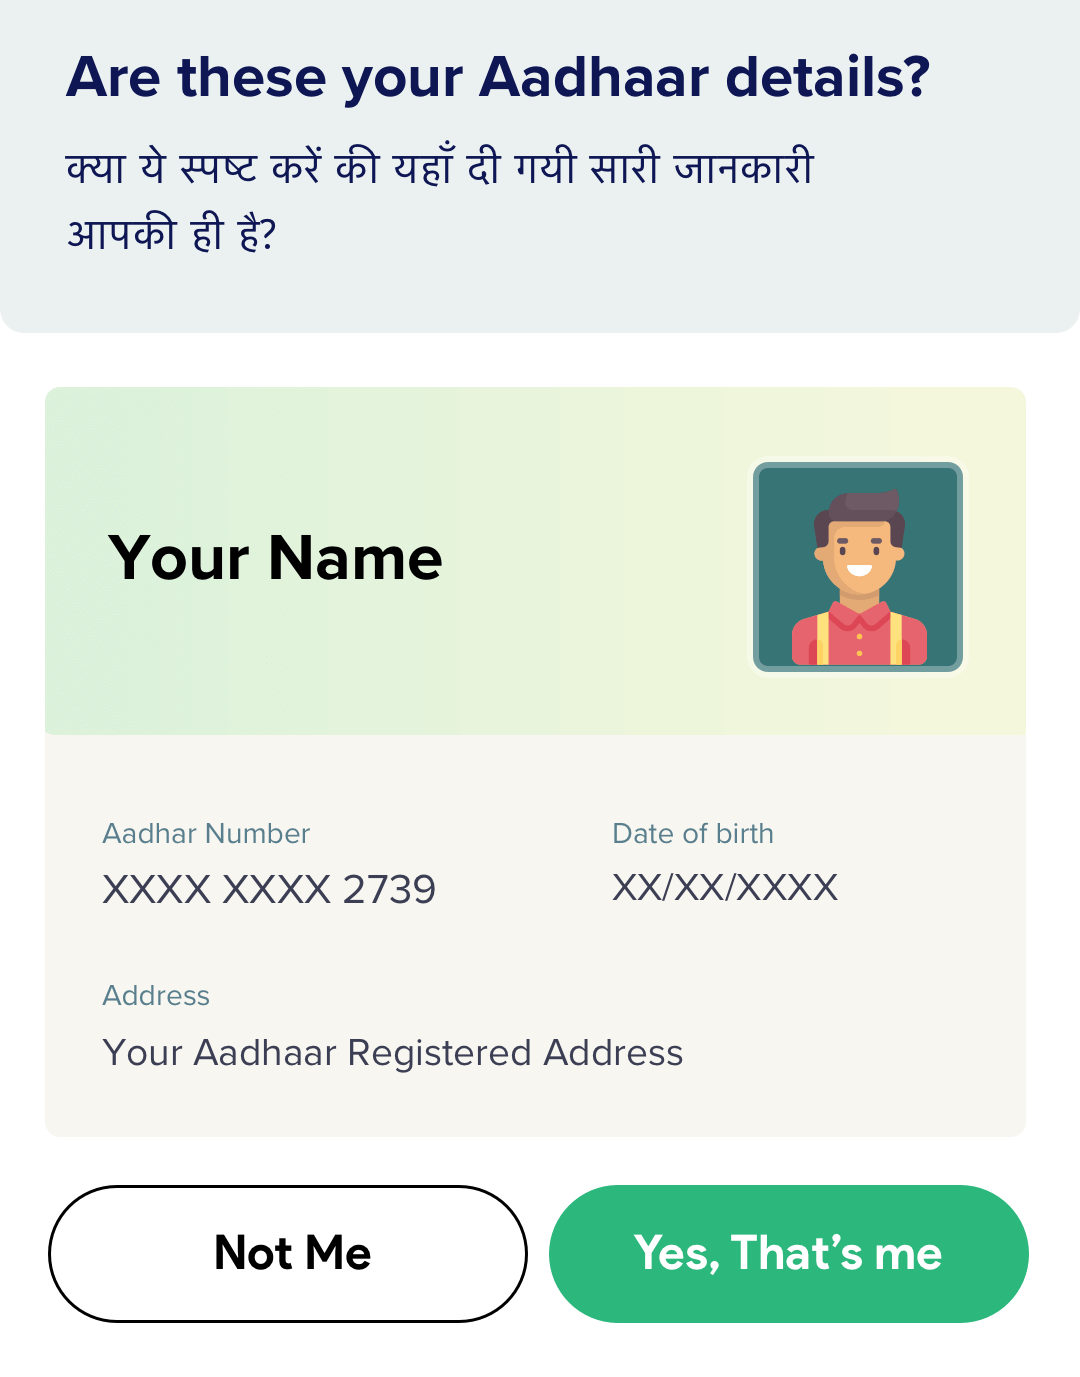 Are these your Aadhaar details?
क्या ये स्पष्ट करें की यहाँ दी गयी सारी जानकारी
आपकी ही है?
Your Name
Aadhar Number
XXXX XXXX 2739
Date of birth
XX/XX/XXXX
Address
Your Aadhaar Registered Address
Not Me
Yes, That’s me